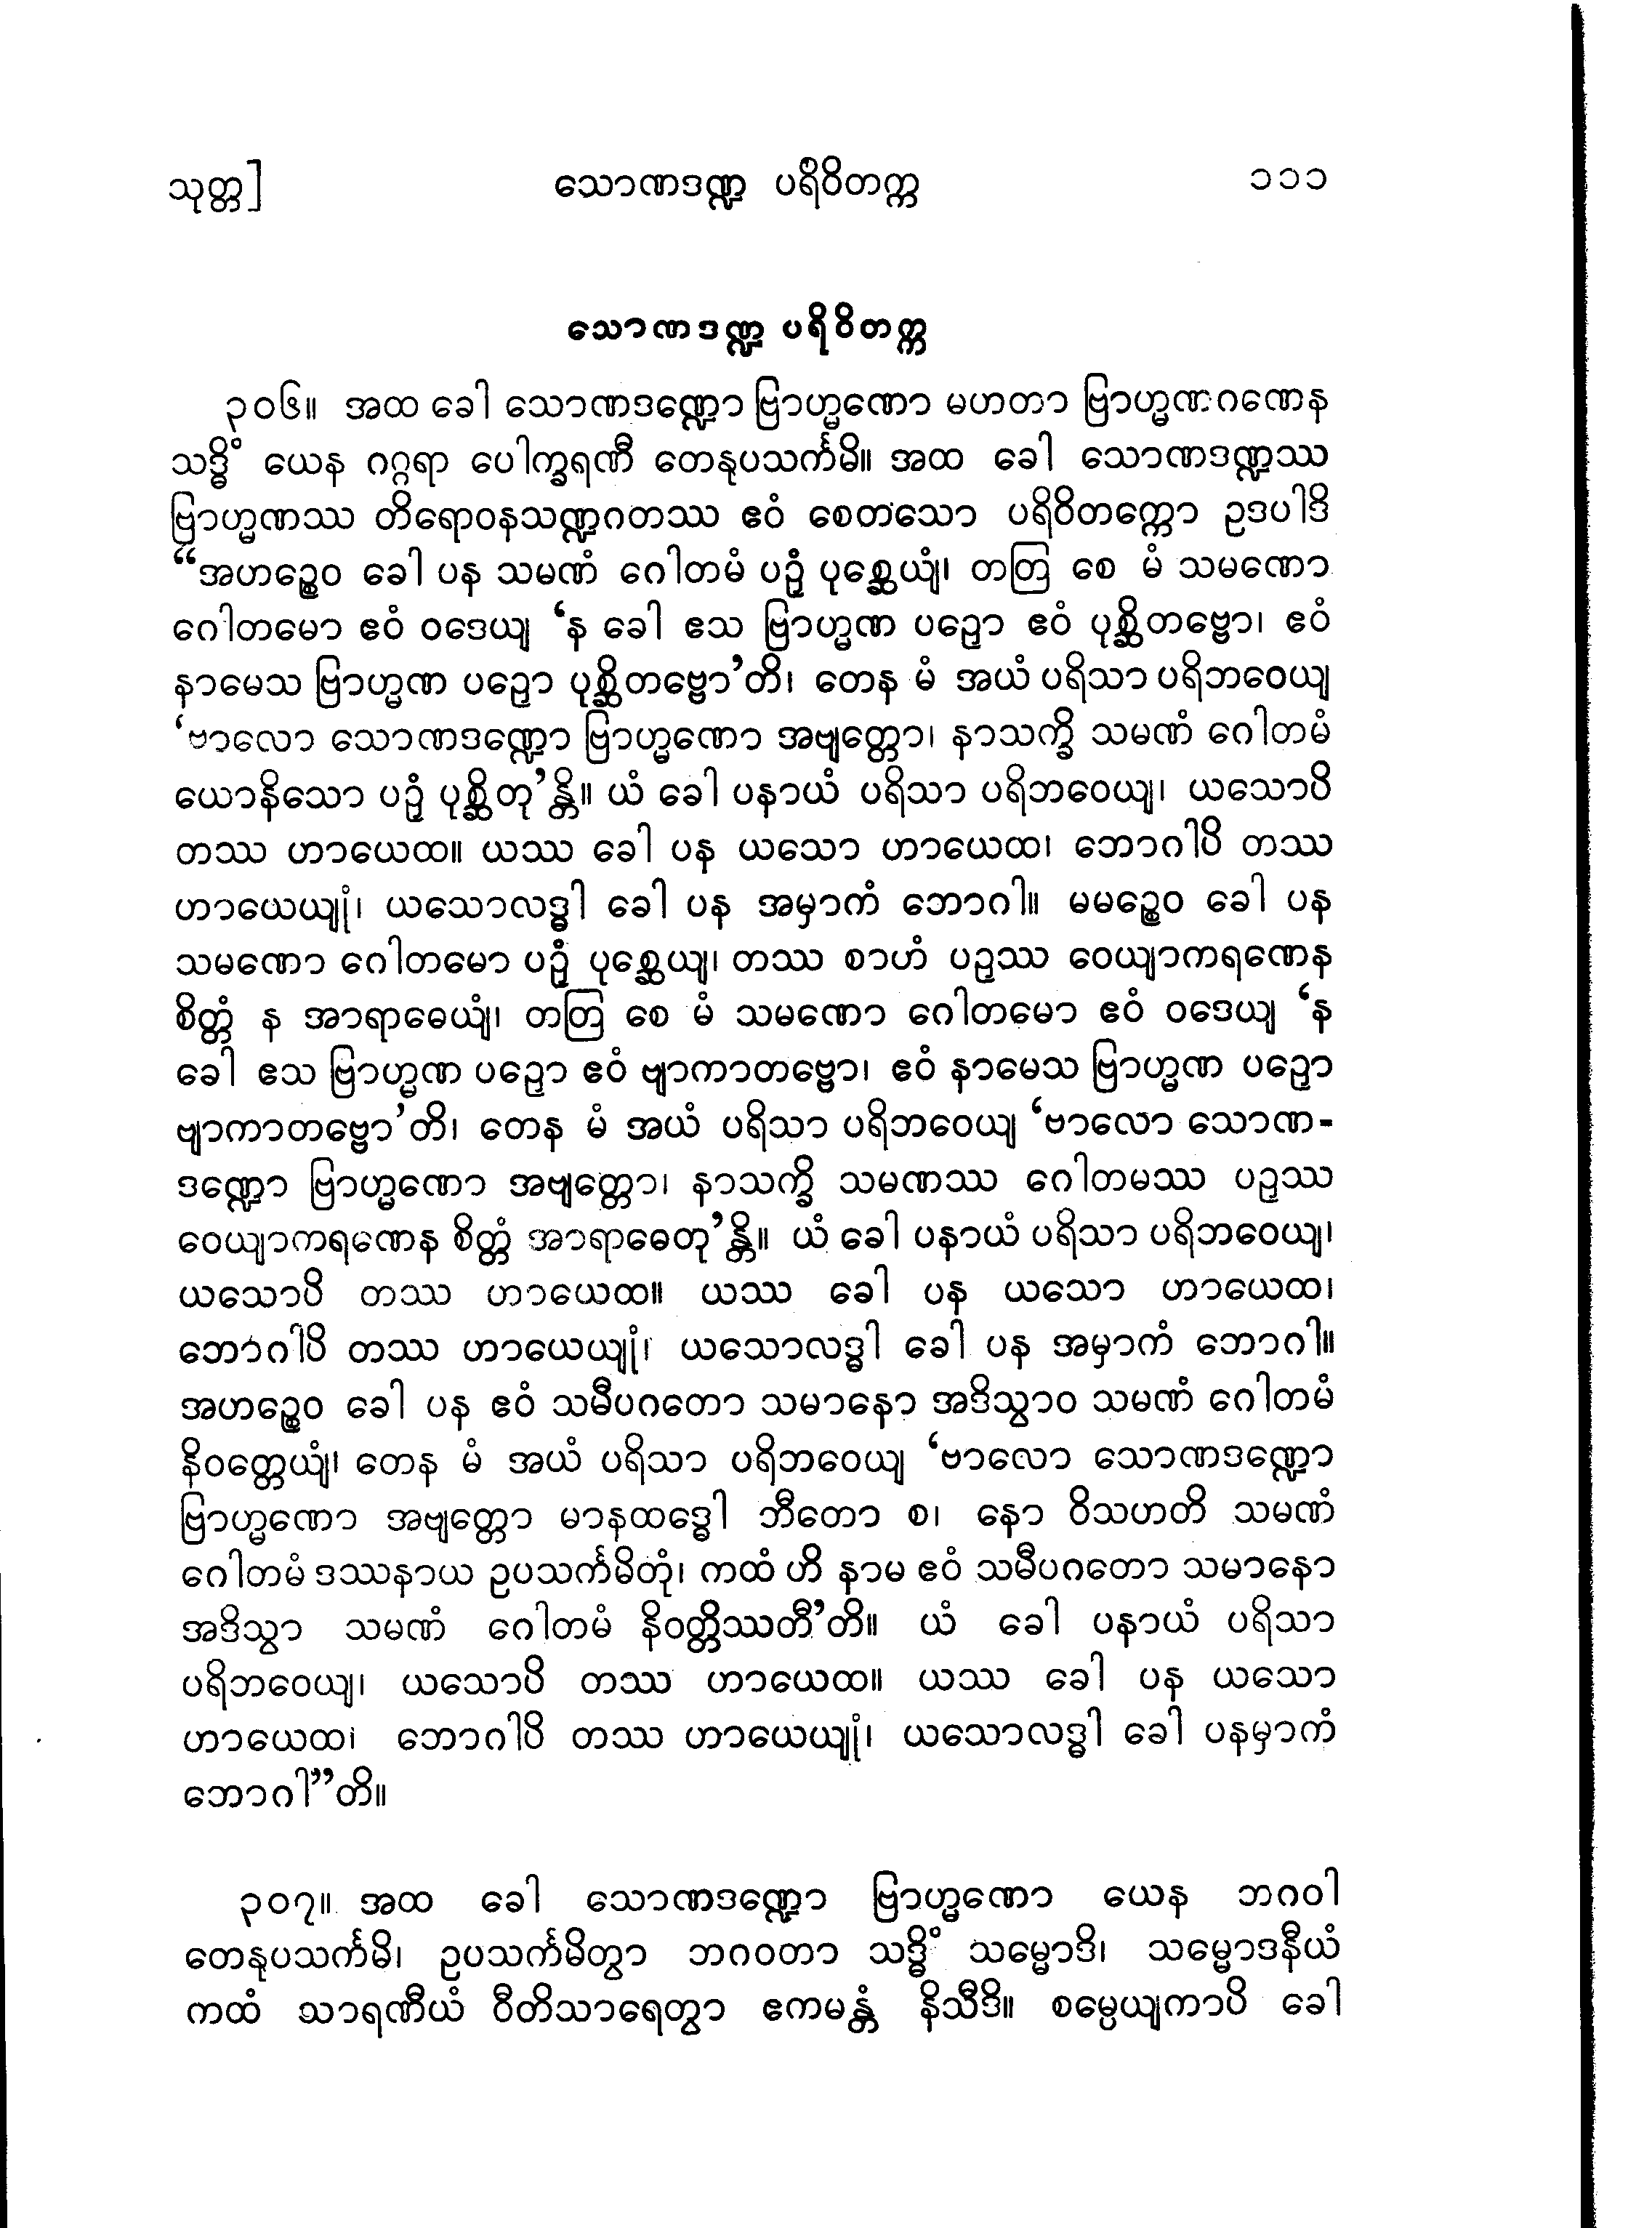 သုတ္တ] သောဏဒဏ္ဍ ပရိဝိတက္က ၁၁၁
သောဏဒဏ္ဍ ပရိဝိတက္က
၃၀၆။ အထ ခေါ သောဏဒဏ္ဍော ဗြာဟ္မဏော မဟတာ ဗြာဟ္မဏဂဏေန
သဒ္ဓိံ ယေန ဂဂ္ဂရာ ပေါက္ခရဏီ တေနုပသင်္ကမိ။ အထ ခေါ သောဏဒဏ္ဍဿ
ဗြာဟ္မဏဿ တိရောဝနသဏ္ဍဂတဿ ဧဝံ စေတသော ပရိဝိတက္ကော ဥဒပါဒိ
“အဟဉ္စေဝ ခေါ ပန သမဏံ ဂေါတမံ ပဉှံ ပုစ္ဆေယျံ၊ တတြ စေ မံ သမဏော
ဂေါတမော ဧဝံ ဝဒေယျ ‘န ခေါ ဧသ ဗြာဟ္မဏ ပဉှော ဧဝံ ပုစ္ဆိတဗ္ဗော၊ ဧဝံ
နာမေသ ဗြာဟ္မဏ ပဉှော ပုစ္ဆိတဗ္ဗော’တိ၊ တေန မံ အယံ ပရိသာ ပရိဘဝေယျ
‘ဗာလော သောဏဒဏ္ဍော ဗြာဟ္မဏော အဗျတ္တော၊ နာသက္ခိ သမဏံ ဂေါတမံ
ယောနိသော ပဉှံ ပုစ္ဆိတု’န္တိ။ ယံ ခေါ ပနာယံ ပရိသာ ပရိဘဝေယျ၊ ယသောပိ
တဿ ဟာယေထ။ ယဿ ခေါ ပန ယသော ဟာယေထ၊ ဘောဂါပိ တဿ
ဟာယေယျုံ၊ ယသောလဒ္ဓါ ခေါ ပန အမှာကံ ဘောဂါ။ မမဉ္စေဝ ခေါ ပန
သမဏော ဂေါတမော ပဉှံ ပုစ္ဆေယျ၊ တဿ စာဟံ ပဉှဿ ဝေယျာကရဏေန
စိတ္တံ န အာရာဓေယျံ၊ တတြ စေ မံ သမဏော ဂေါတမော ဧဝံ ဝဒေယျ ‘န
ခေါ ဧသ ဗြာဟ္မဏ ပဉှော ဧဝံ ဗျာကာတဗ္ဗော၊ ဧဝံ နာမေသ ဗြာဟ္မဏ ပဉှော
ဗျာကာတဗ္ဗော’တိ၊ တေန မံ အယံ ပရိသာ ပရိဘဝေယျ ‘ဗာလော သောဏ-
ဒဏ္ဍော ဗြာဟ္မဏော အဗျတ္တော၊ နာသက္ခိ သမဏဿ ဂေါတမဿ ပဉှဿ
ဝေယျာကရဏေန စိတ္တံ အာရာဓေတု’န္တိ။ ယံ ခေါ ပနာယံ ပရိသာ ပရိဘဝေယျ၊
ယသောပိ တဿ ဟာယေထ။ ယဿ ခေါ ပန ယသော ဟာယေထ၊
ဘောဂါပိ တဿ ဟာယေယျုံ၊ ယသောလဒ္ဓါ ခေါ ပန အမှာကံ ဘောဂါ။
အဟဉ္စေဝ ခေါ ပန ဧဝံ သမီပဂတော သမာနော အဒိသွာဝ သမဏံ ဂေါတမံ
နိဝတ္တေယျံ၊ တေန မံ အယံ ပရိသာ ပရိဘဝေယျ ‘ဗာလော သောဏဒဏ္ဍော
ဗြာဟ္မဏော အဗျတ္တော မာနထဒ္ဓေါ ဘီတော စ၊ နော ဝိသဟတိ သမဏံ
ဂေါတမံ ဒဿနာယ ဥပသင်္ကမိတုံ၊ ကထံ ဟိ နာမ ဧဝံ သမီပဂတော သမာနော
အဒိသွာ သမဏံ ဂေါတမံ နိဝတ္တိဿတီ’တိ။ ယံ ခေါ ပနာယံ ပရိသာ
ပရိဘဝေယျ၊ ယသောပိ တဿ ဟာယေထ။ ယဿ ခေါ ပန ယသော
ဟာယေထ၊ ဘောဂါပိ တဿ ဟာယေယျုံ၊ ယသောလဒ္ဓါ ခေါ ပနမှာကံ
ဘောဂါ”တိ။
၃၀၇။ အထ ခေါ သောဏဒဏ္ဍော ဗြာဟ္မဏော ယေန ဘဂဝါ
တေနုပသင်္ကမိ၊ ဥပသင်္ကမိတွာ ဘဂဝတာ သဒ္ဓိံ သမ္မောဒိ၊ သမ္မောဒနီယံ
ကထံ သာရဏီယံ ဝီတိသာရေတွာ ဧကမန္တံ နိသီဒိ။ စမ္ပေယျကာပိ ခေါ